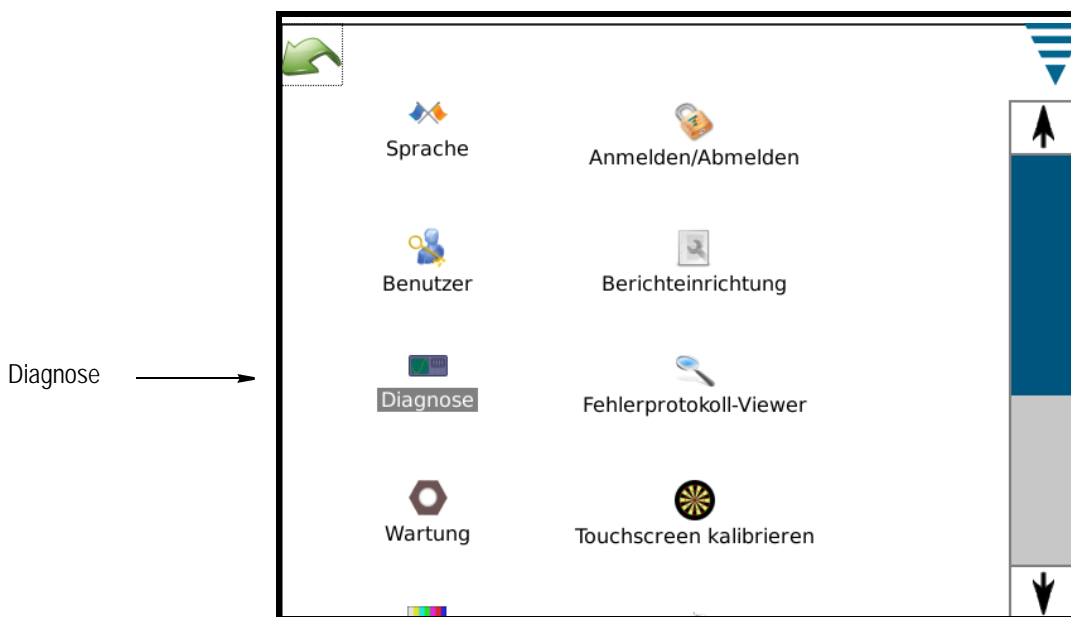 Sprache
Anmelden/Abmelden
Benutzer
Berichteinrichtung
Diagnose
Diagnose
Fehlerprotokoll-Viewer
Wartung
Touchscreen kalibrieren